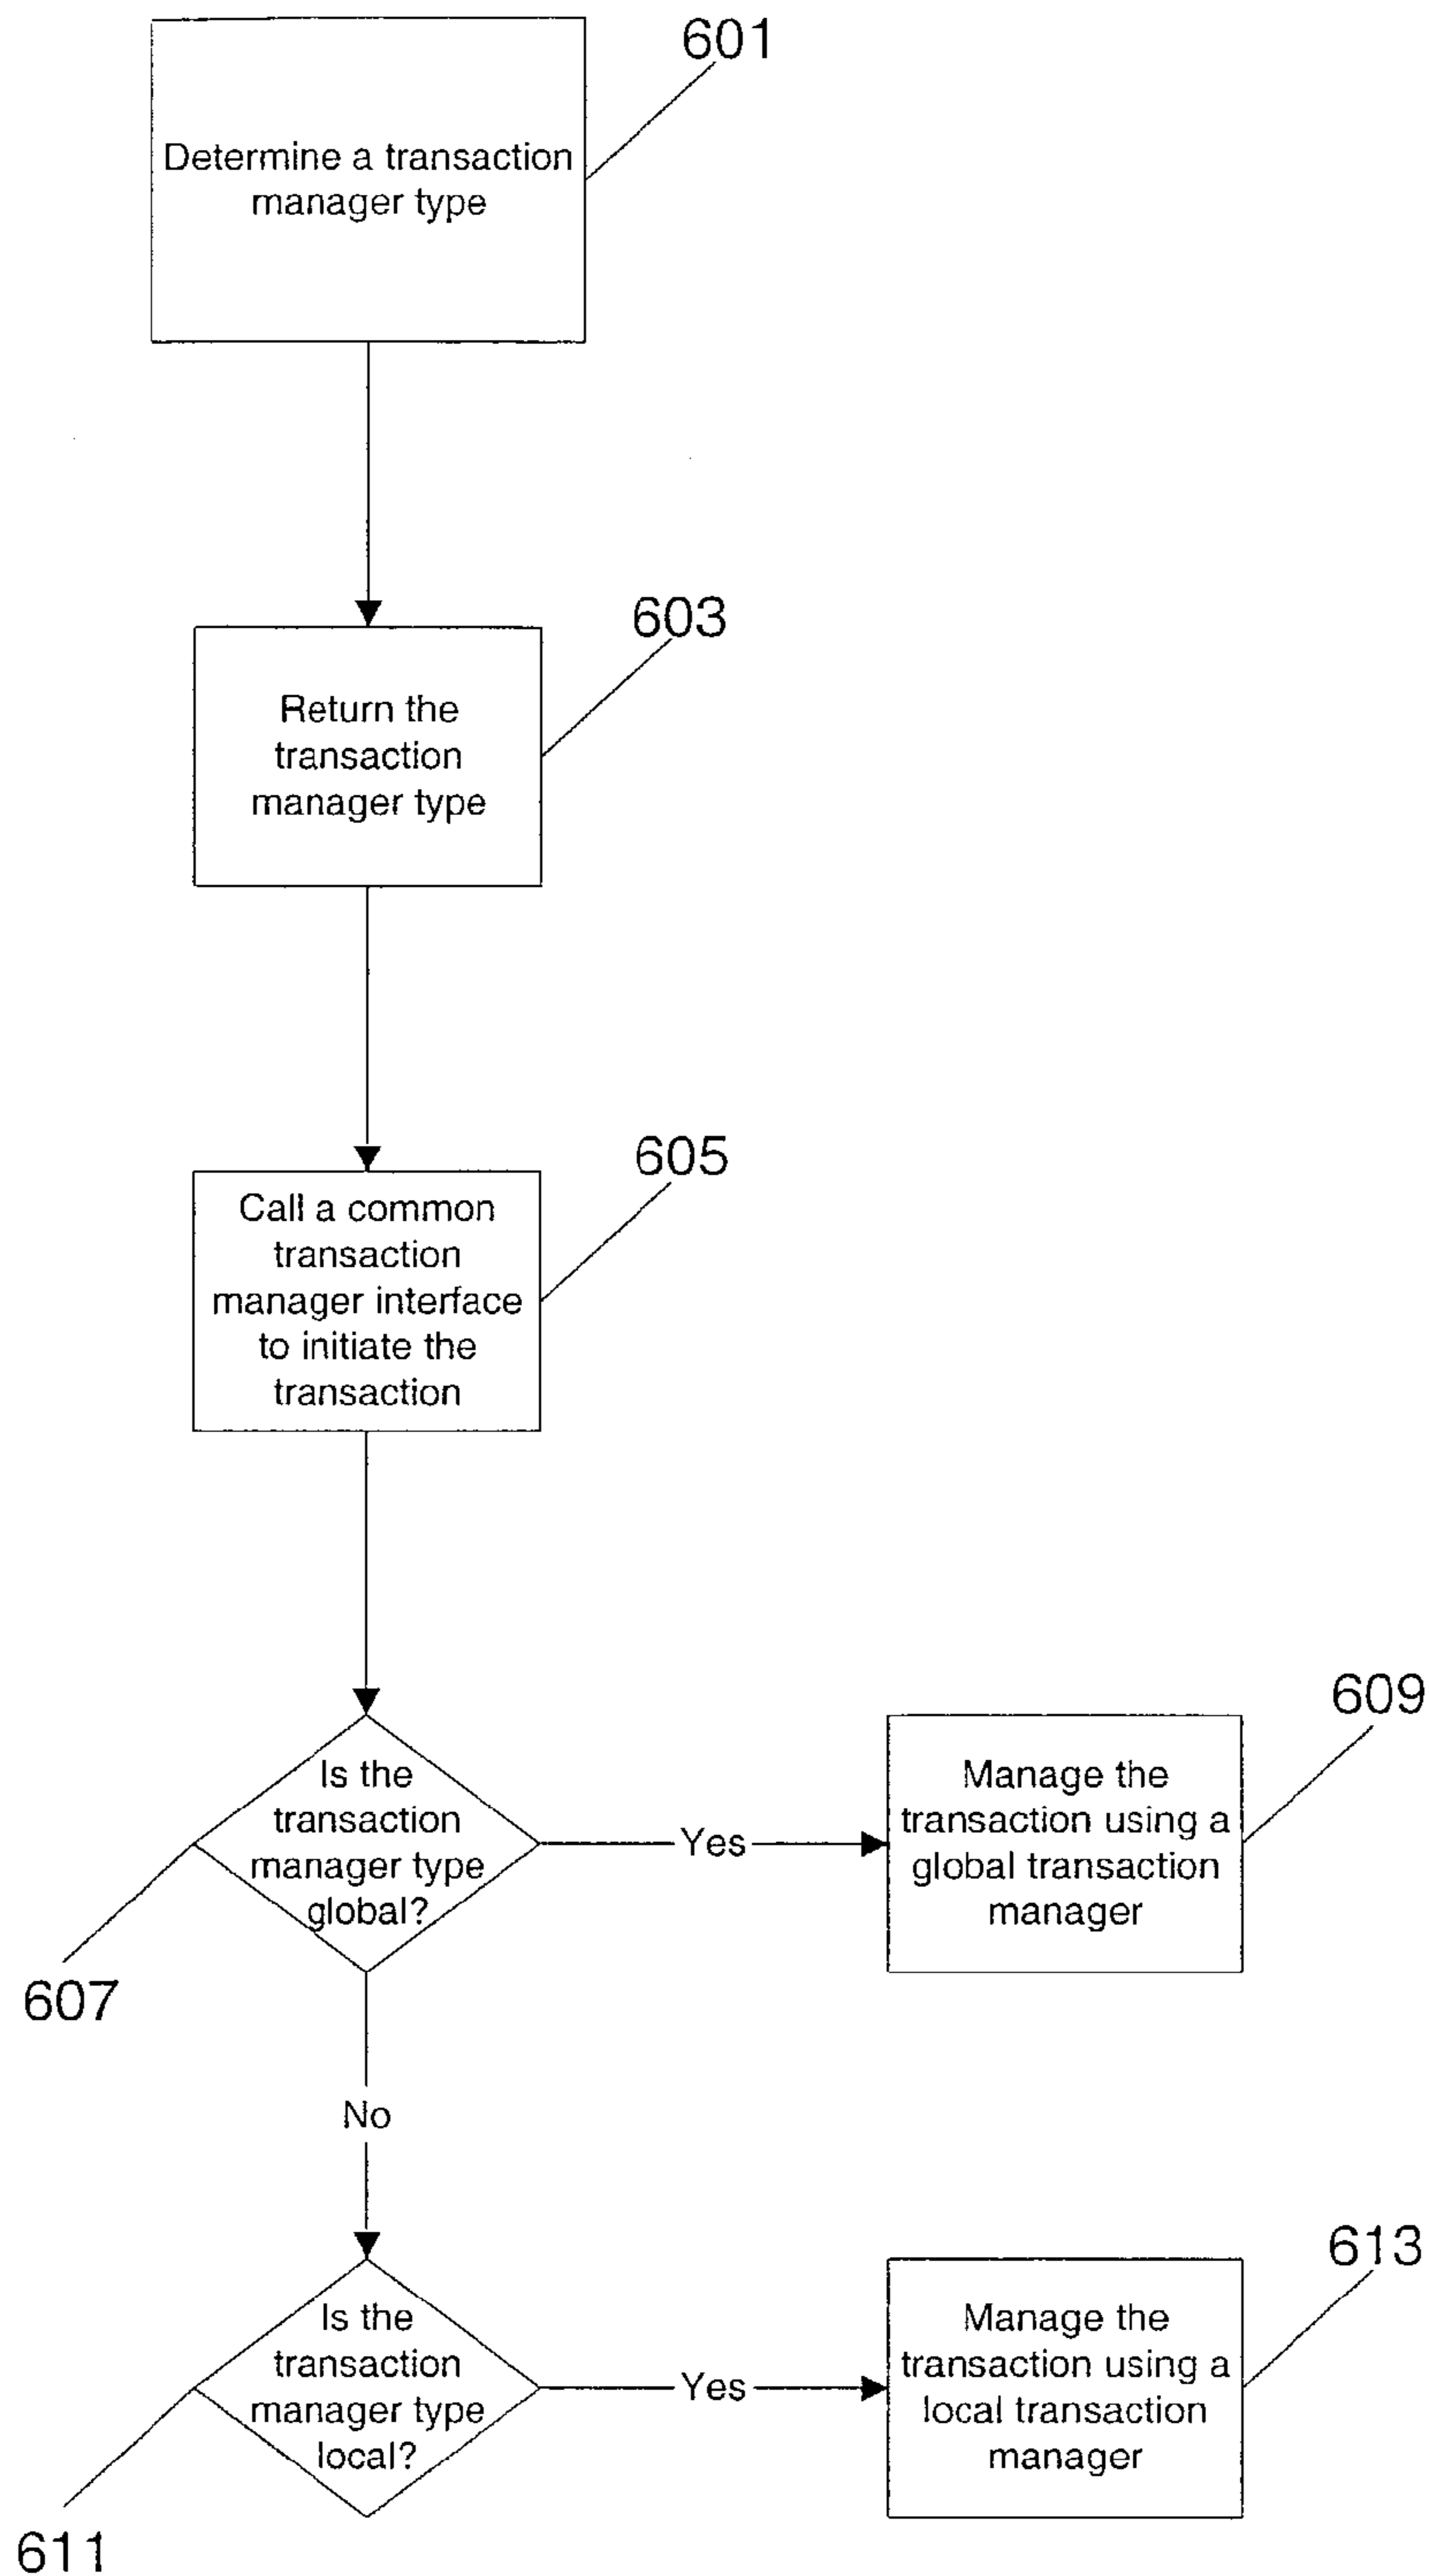 601
Determine a transaction
manager type
603
Return the
transaction
manager type
605
Call a common
transaction
manager interface
to initiate the
transaction
609
Is the
transaction
manager type
global?
Yes
Manage the
transaction using a
global transaction
manager
607
No
613
Is the
transaction
manager type
local?
Yes
Manage the
transaction using a
local transaction
manager
611